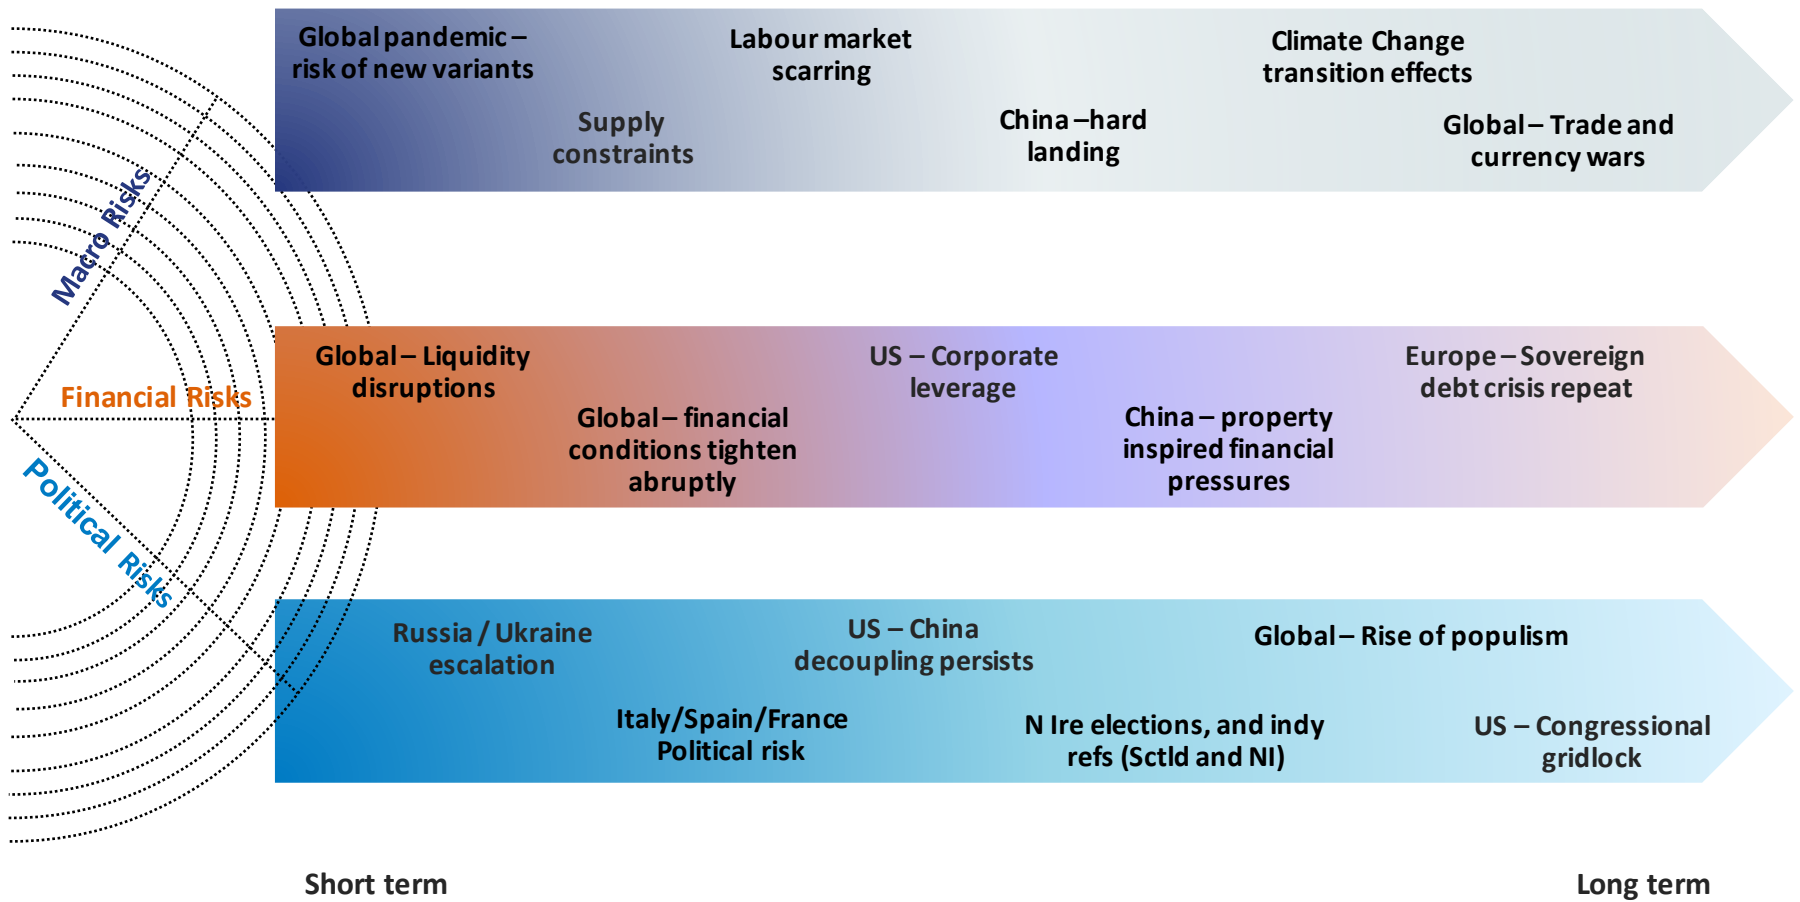 Macro Risks
Global pandemic –
risk of new variants
Supply
constraints
Labour market
scarring
China –hard
landing
Climate Change
transition effects
Global – Trade and
currency wars
Financial Risks
Global – Liquidity
disruptions
Global – financial
conditions tighten
abruptly
US – Corporate
leverage
China – property
inspired financial
pressures
Europe – Sovereign
debt crisis repeat
Political Risks
Russia / Ukraine
escalation
Italy/Spain/France
Political risk
US – China
decoupling persists
N Ire elections, and indy
refs (Sctld and NI)
Global – Rise of populism
US – Congressional
gridlock
Short term
Long term